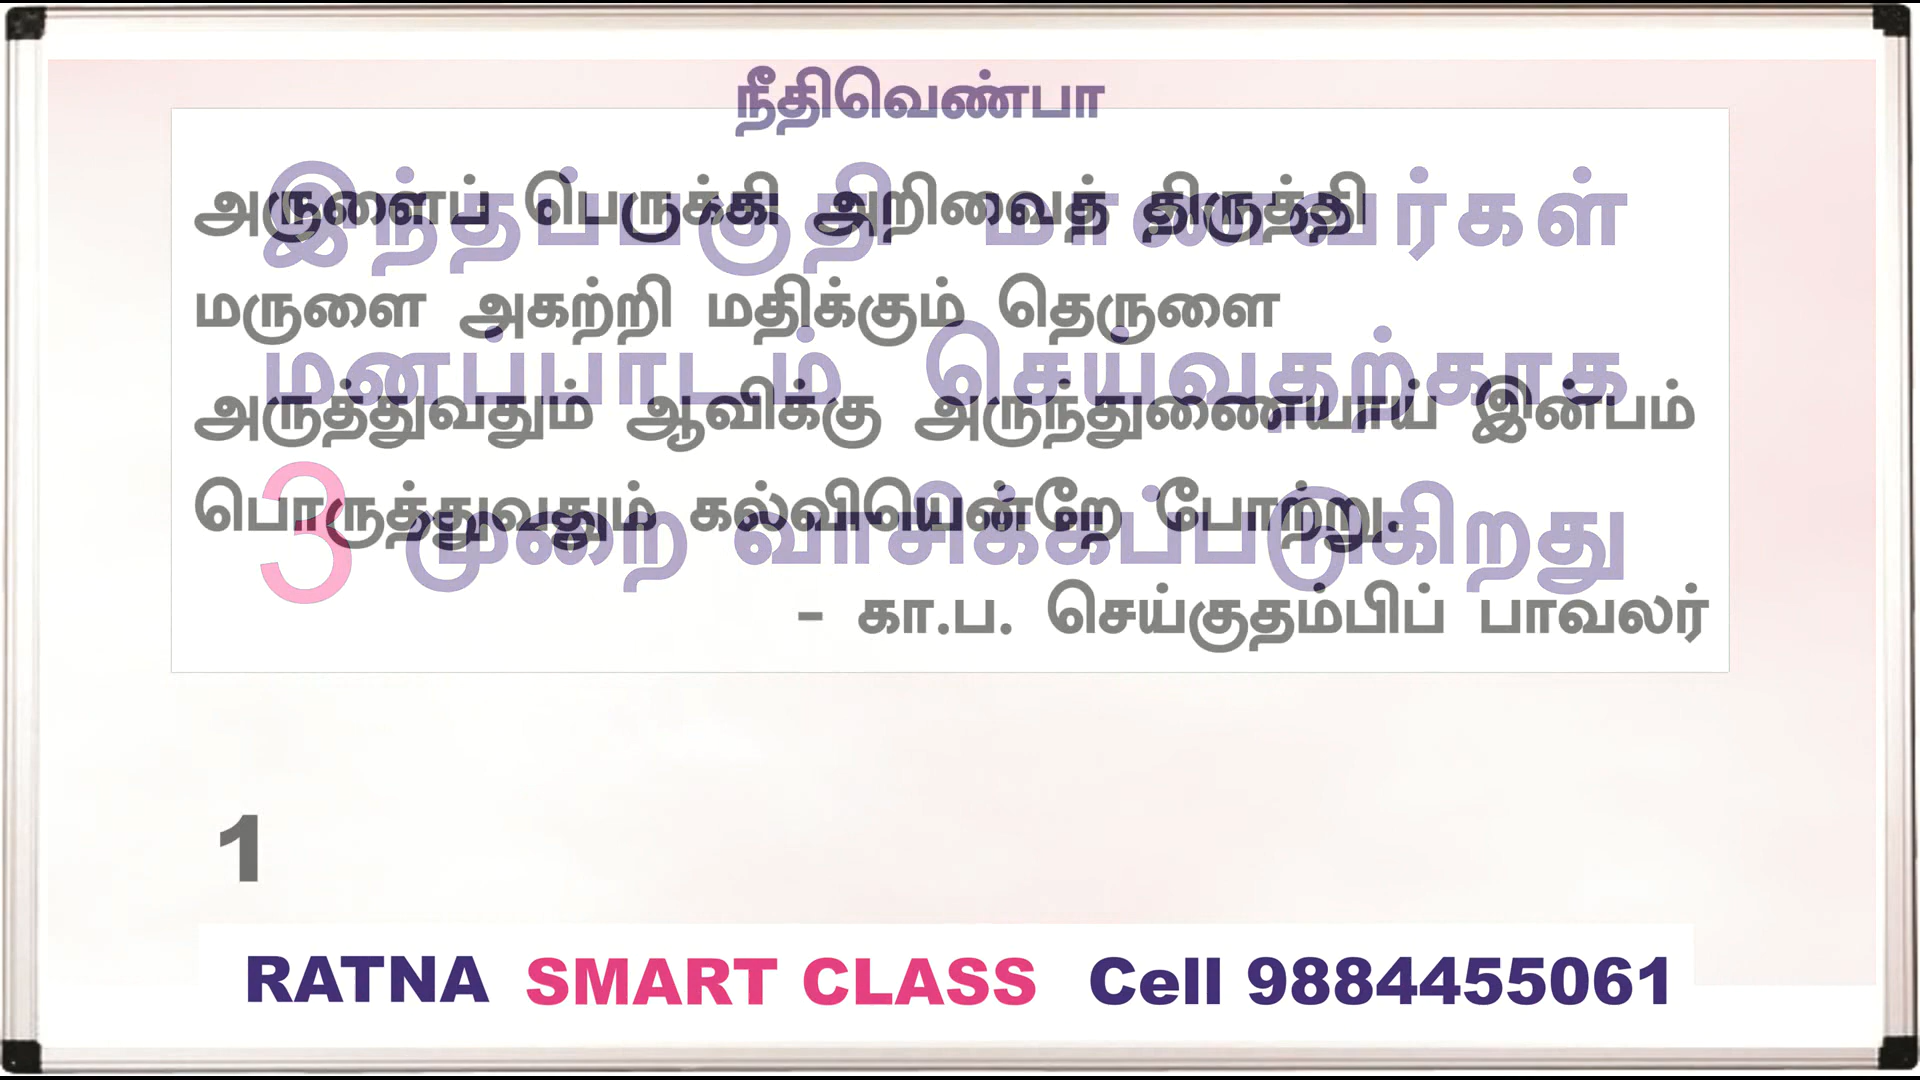 நீதிவெண்பா
அருளைப் பெருக்கி அறிவைத் திருத்தி
இந்தப்பகுதி மாணவர்கள்
மருளை அகற்றி மதிக்கும் தெருளை
மனப்பாடம் செய்வதற்காக
அருத்துவதும் ஆவிக்கு அருந்துணையாய் இன்பம்
பொருத்துவதும் கல்வியென்றே போற்று.
3 முறை வாசிக்கப்படுகிறது
- கா.ப. செய்குதம்பிப் பாவலர்
1
RATNA SMART CLASS Cell 9884455061